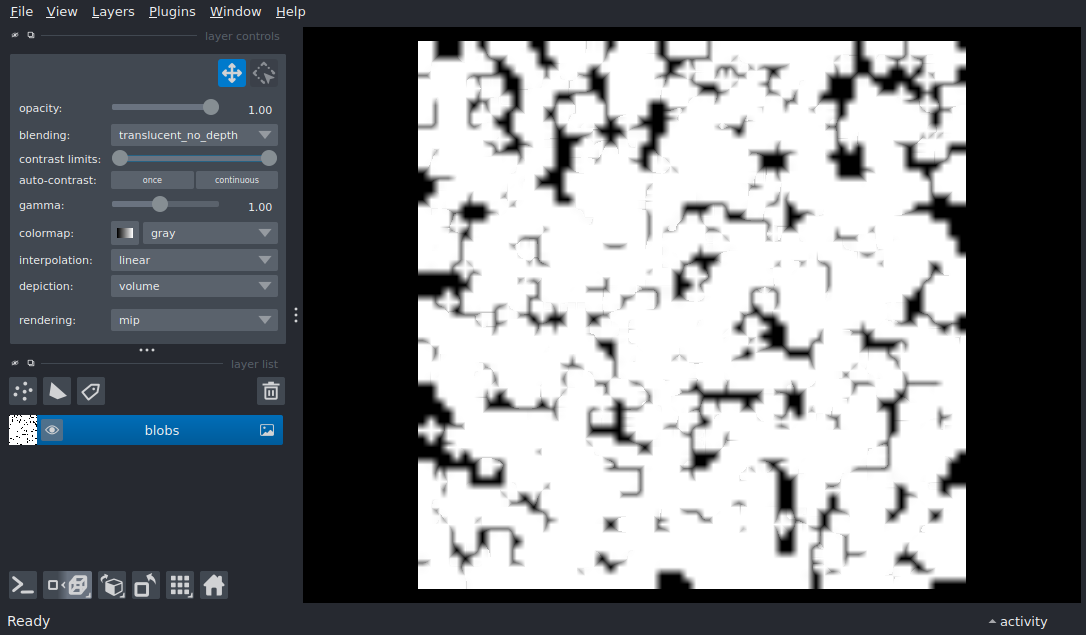 File View Layers Plugins Window Help
layer controls
opacity: 1.00
blending: translucent_no_depth
contrast limits:
auto-contrast: once continuous
gamma: 1.00
colormap: gray
interpolation: linear
depiction: volume
rendering: mip
layer list
blobs
Ready activity